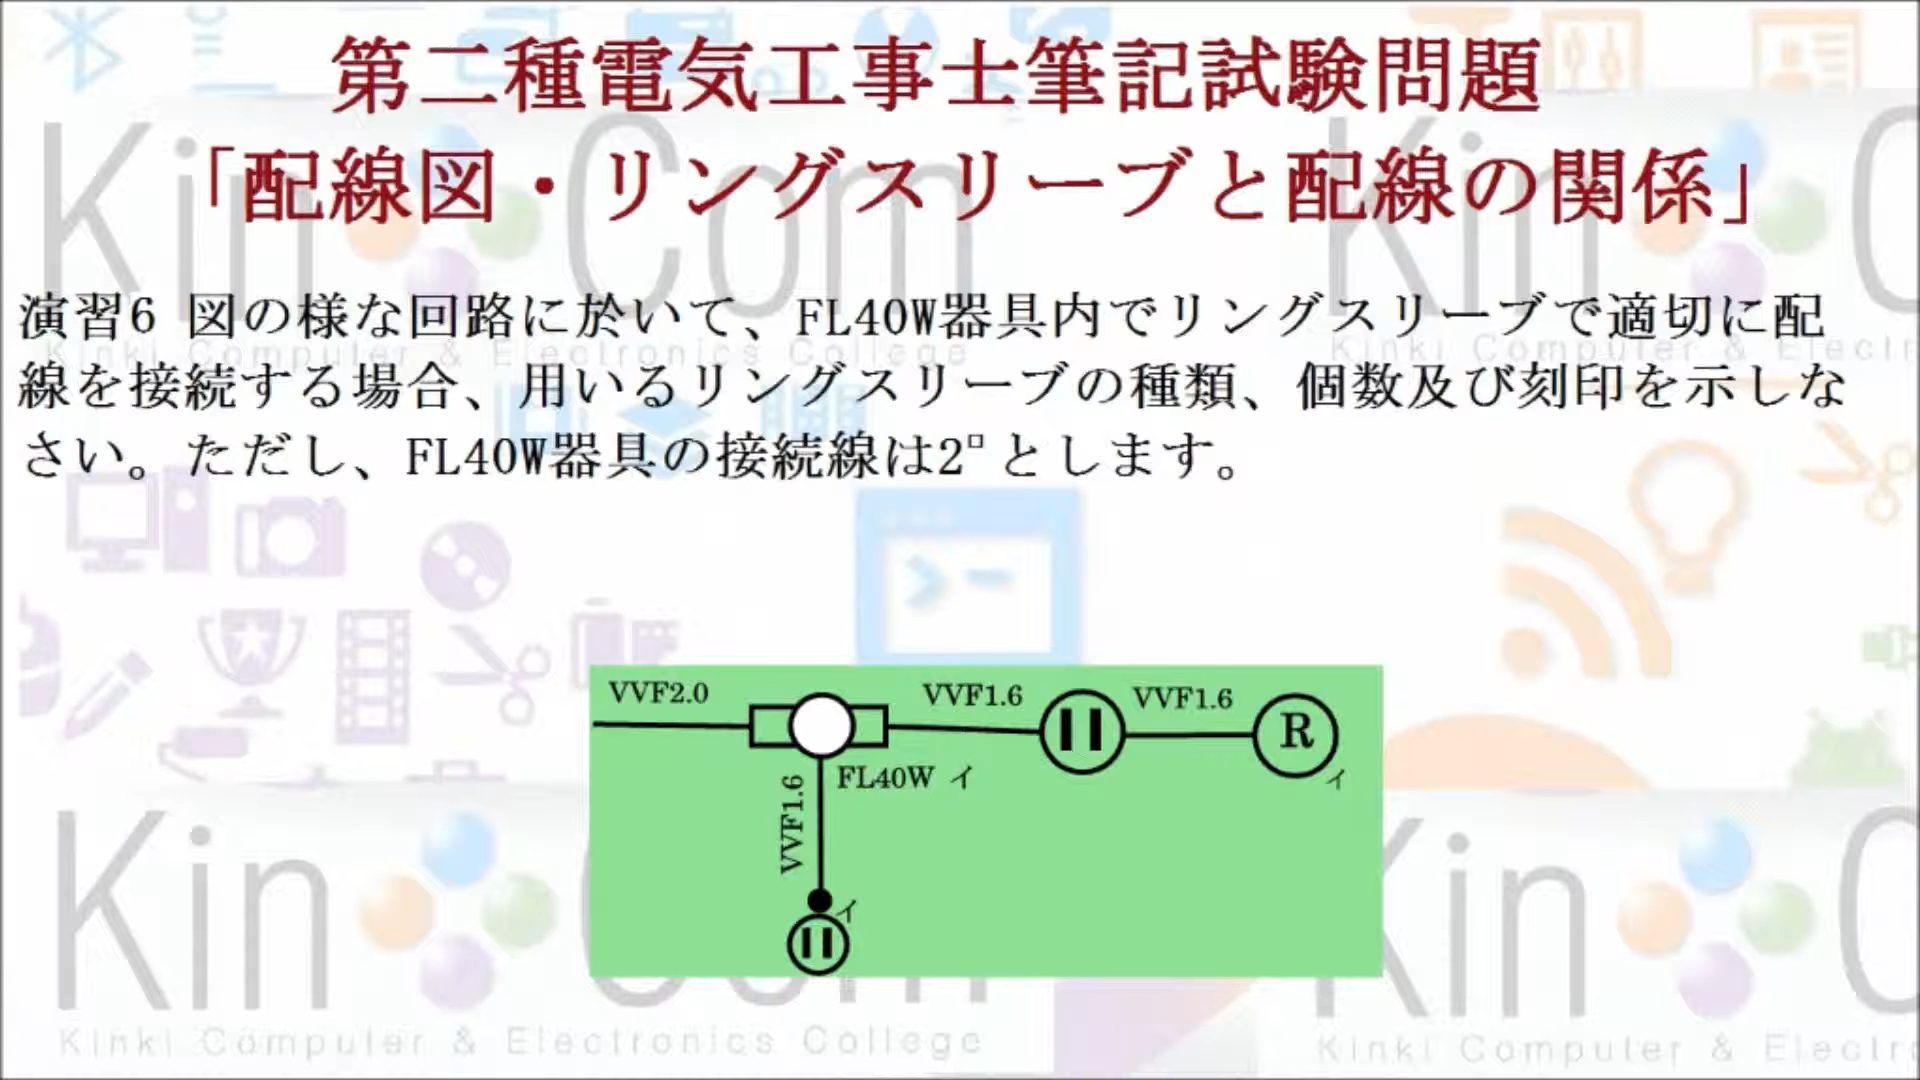 第二種電気工事士筆記試験問題
「配線図・リングスリーブと配線の関係」
演習6 図の様な回路に於いて、FL40W器具内でリングスリーブで適切に配
線を接続する場合、用いるリングスリーブの種類、個数及び刻印を示しな
さい。ただし、FL40W器具の接続線は2□とします。
VVF2.0
VVF1.6
VVF1.6
R
イ
FL40W イ
VVF1.6
イ
Kin Com
Kinki Computer & Electronics College
Kin C
Kinki Computer & Electr
Kin Com
Kinki Computer & Electronics College
Kin C
Kinki Computer & Electr